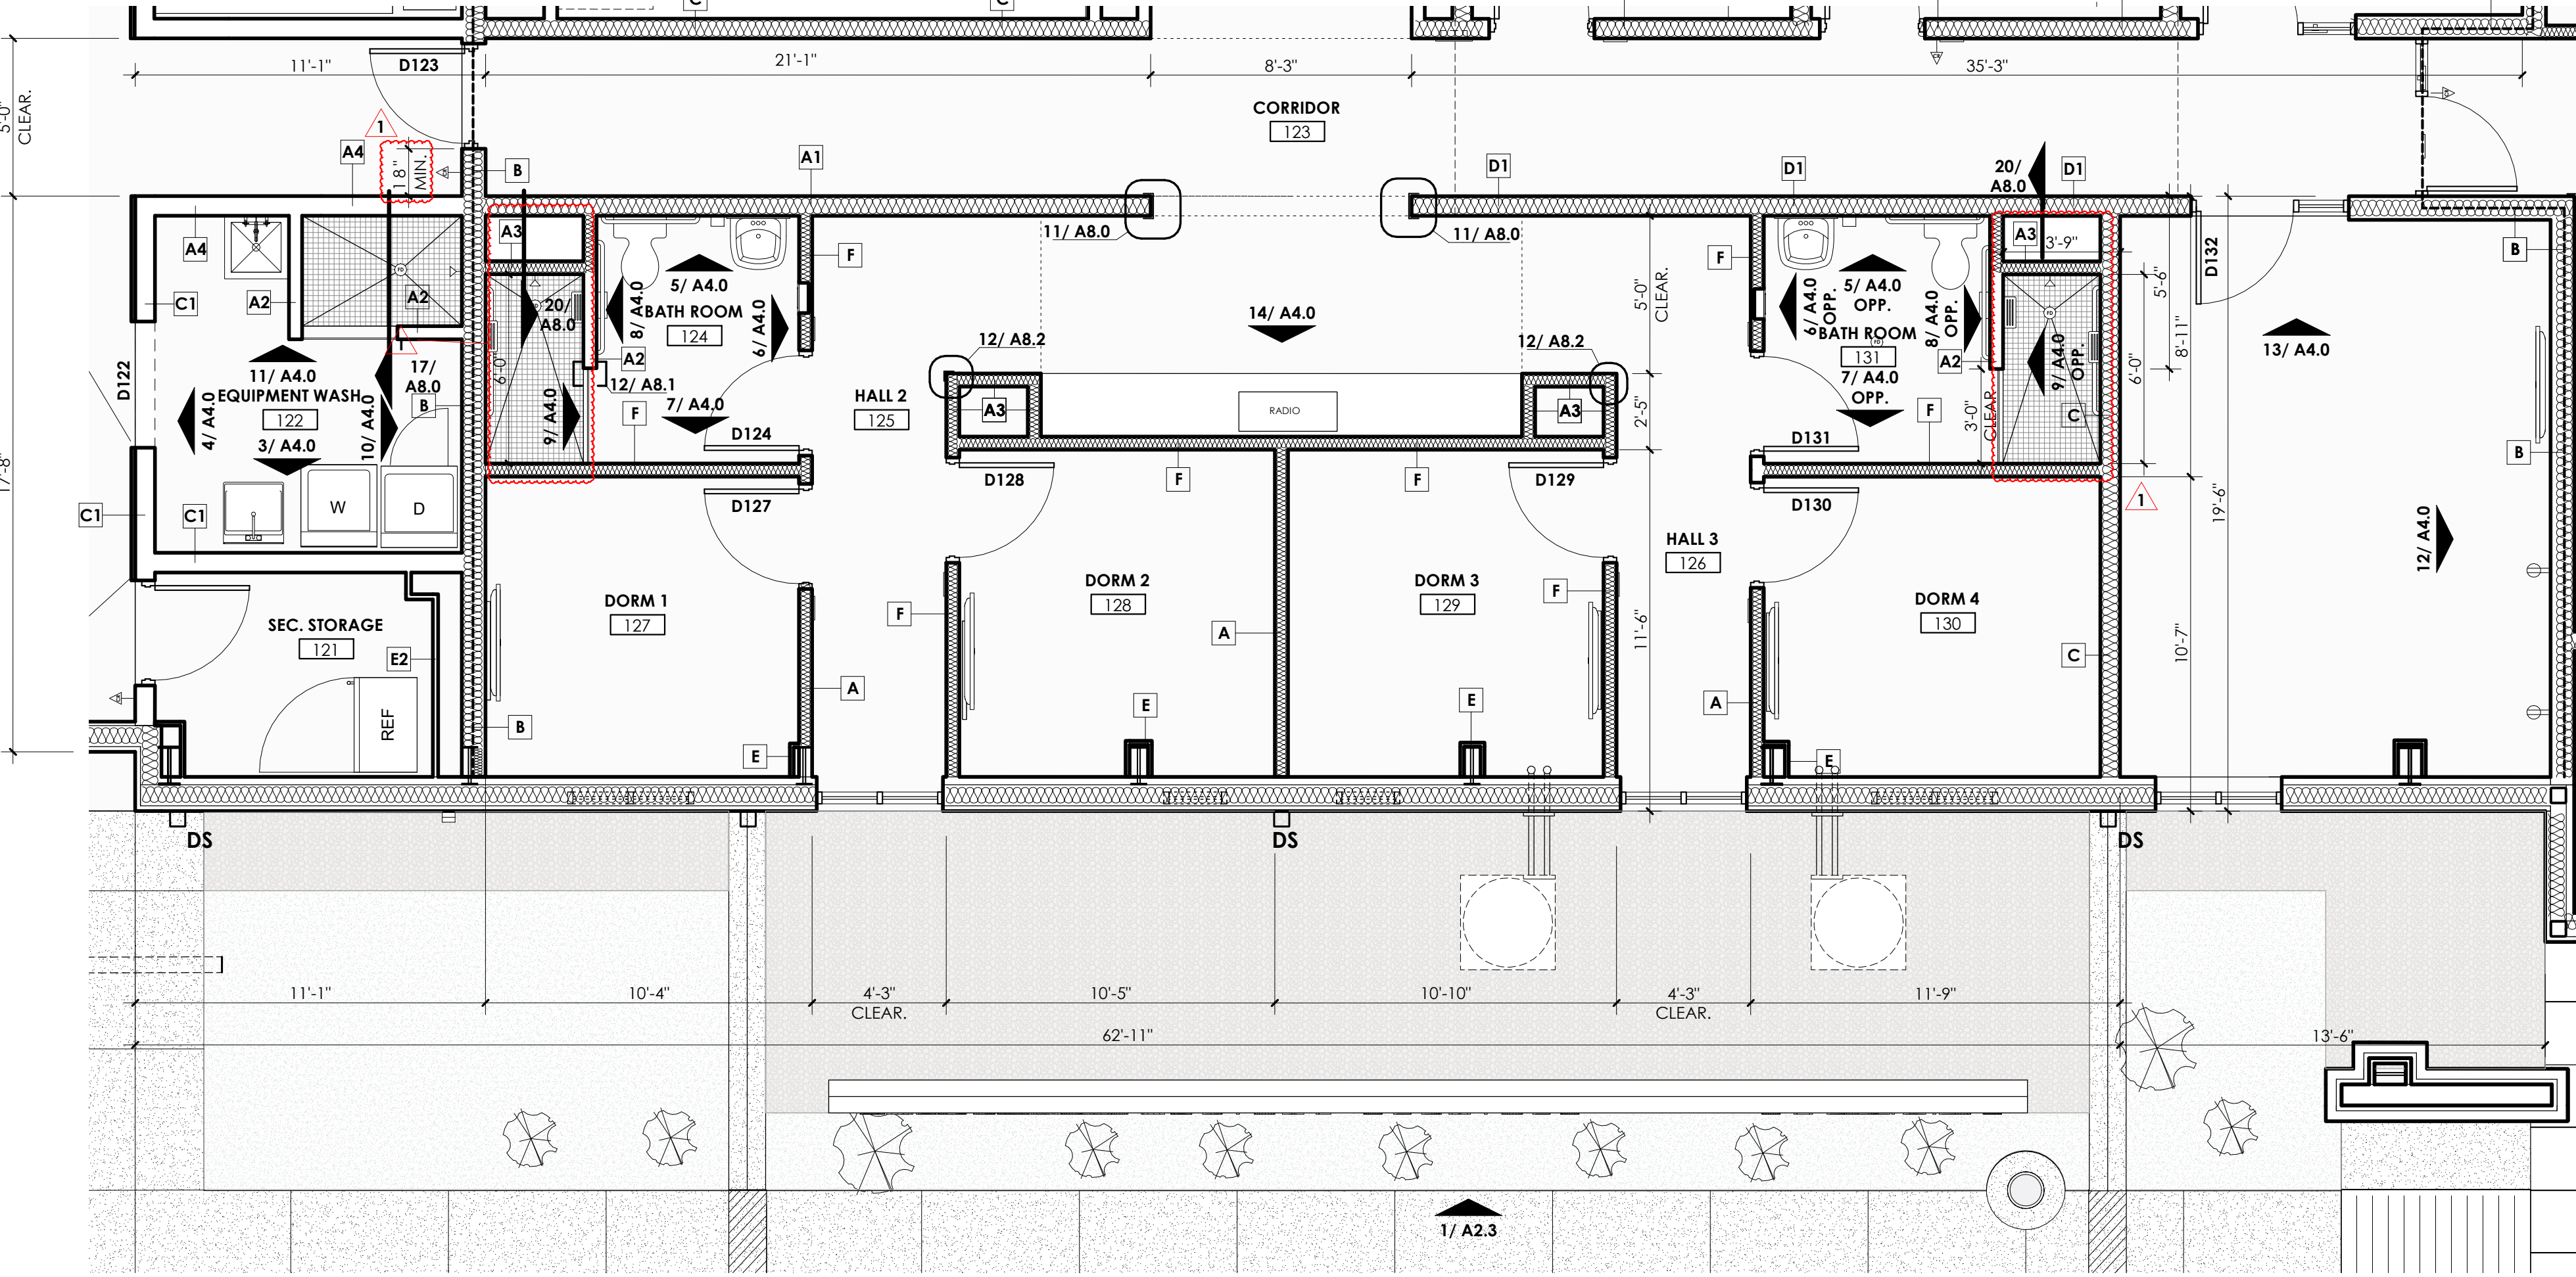 C
C
11'-1"
D123
21'-1"
8'-3"
35'-3"
5'-0"
CLEAR.
CORRIDOR
123
1
A4
18"
MIN.
B
A1
D1
D1
20/
A8.0
D1
A4
A3
11/ A8.0
11/ A8.0
F
F
A3
3'-9"
D132
B
C1
A2
A2
20/
A8.0
8/ A4.0
5/ A4.0
BATH ROOM
124
6/ A4.0
5'-0"
CLEAR.
14/ A4.0
6/ A4.0
OPP.
5/ A4.0
OPP.
BATH ROOM
131
7/ A4.0
OPP.
8/ A4.0
OPP.
A2
9/ A4.0
OPP.
6'-0"
5'-6"
8'-11"
13/ A4.0
D122
11/ A4.0
EQUIPMENT WASH
122
3/ A4.0
4/ A4.0
10/ A4.0
17/
A8.0
B
6'-0"
9/ A4.0
A2
12/ A8.1
F
7/ A4.0
D124
HALL 2
125
12/ A8.2
12/ A8.2
A3
RADIO
A3
2'-5"
D131
F
3'-0"
CLEAR
C
B
17'-8"
C1
C1
W
D
D127
D128
F
F
D129
D130
1
19'-6"
12/ A4.0
HALL 3
126
SEC. STORAGE
121
E2
REF
DORM 1
127
F
DORM 2
128
A
DORM 3
129
F
DORM 4
130
C
11'-6"
10'-7"
B
A
E
E
E
A
E
DS
DS
DS
11'-1"
10'-4"
4'-3"
CLEAR.
10'-5"
10'-10"
4'-3"
CLEAR.
11'-9"
62'-11"
13'-6"
1/ A2.3